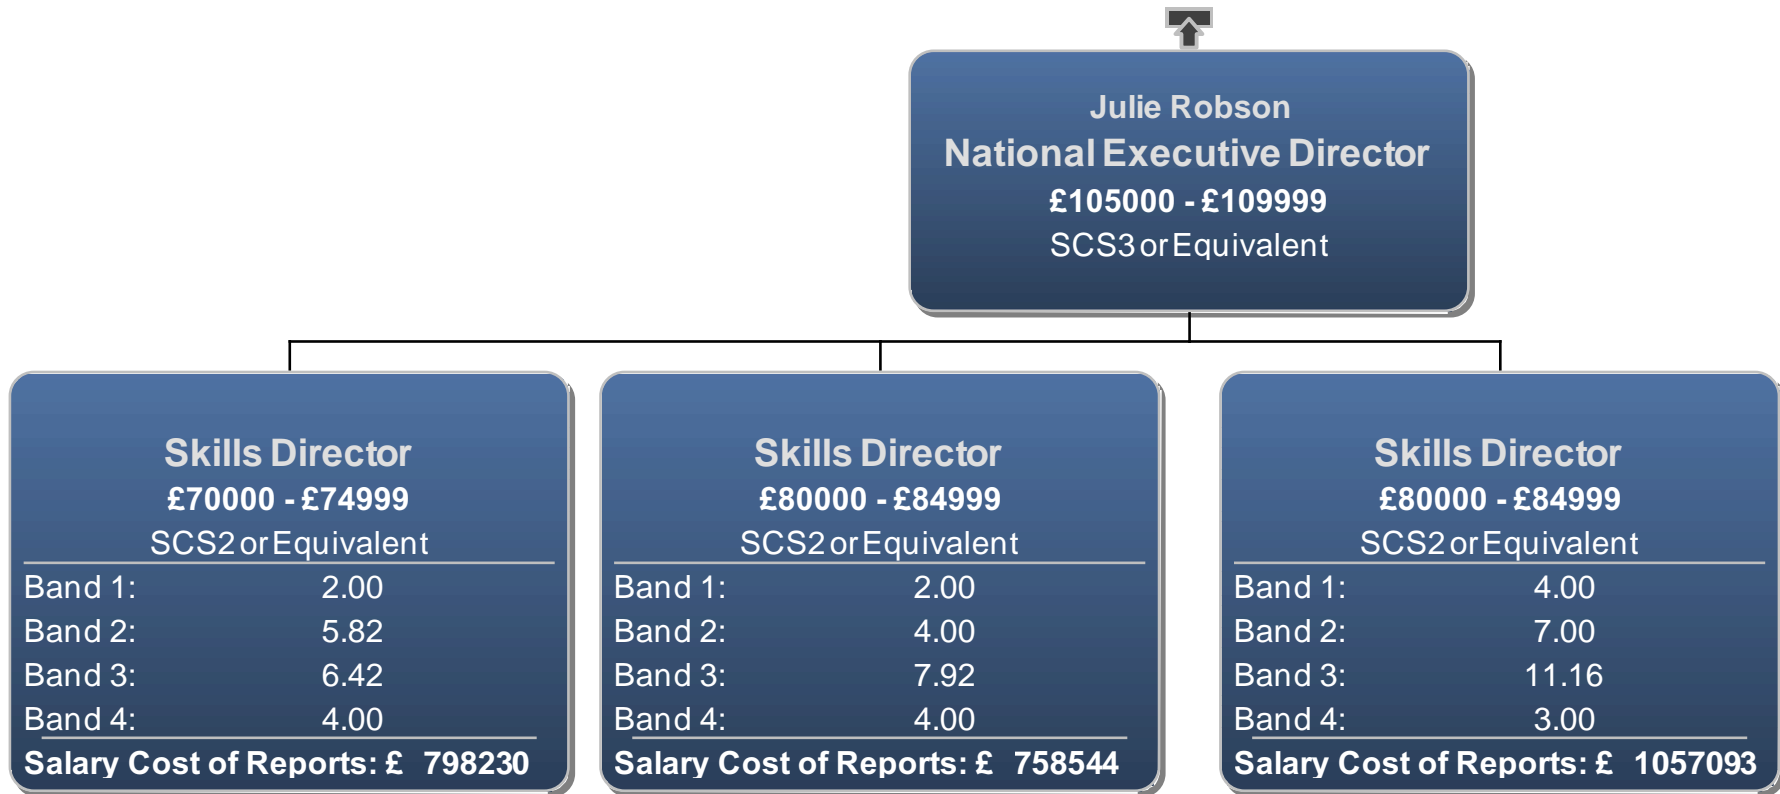 Julie Robson
National Executive Director
£105000 - £109999
SCS3 or Equivalent
Skills Director
£70000 - £74999
SCS2 or Equivalent
Band 1: 2.00
Band 2: 5.82
Band 3: 6.42
Band 4: 4.00
Salary Cost of Reports: £ 798230
Skills Director
£80000 - £84999
SCS2 or Equivalent
Band 1: 2.00
Band 2: 4.00
Band 3: 7.92
Band 4: 4.00
Salary Cost of Reports: £ 758544
Skills Director
£80000 - £84999
SCS2 or Equivalent
Band 1: 4.00
Band 2: 7.00
Band 3: 11.16
Band 4: 3.00
Salary Cost of Reports: £ 1057093